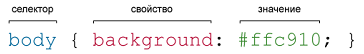 селектор свойство значение
body { background: #ffc910; }